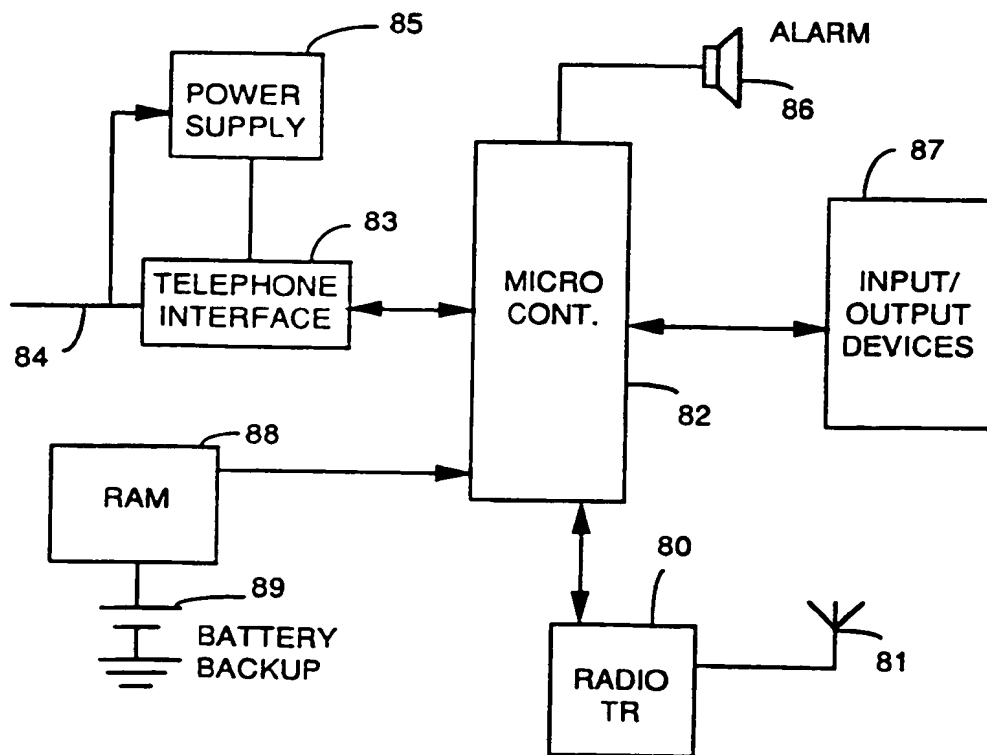 85
ALARM
POWER
SUPPLY
86
87
83
TELEPHONE
INTERFACE
MICRO
CONT.
INPUT/
OUTPUT
DEVICES
84
82
88
RAM
80
89
BATTERY
BACKUP
RADIO
TR
81